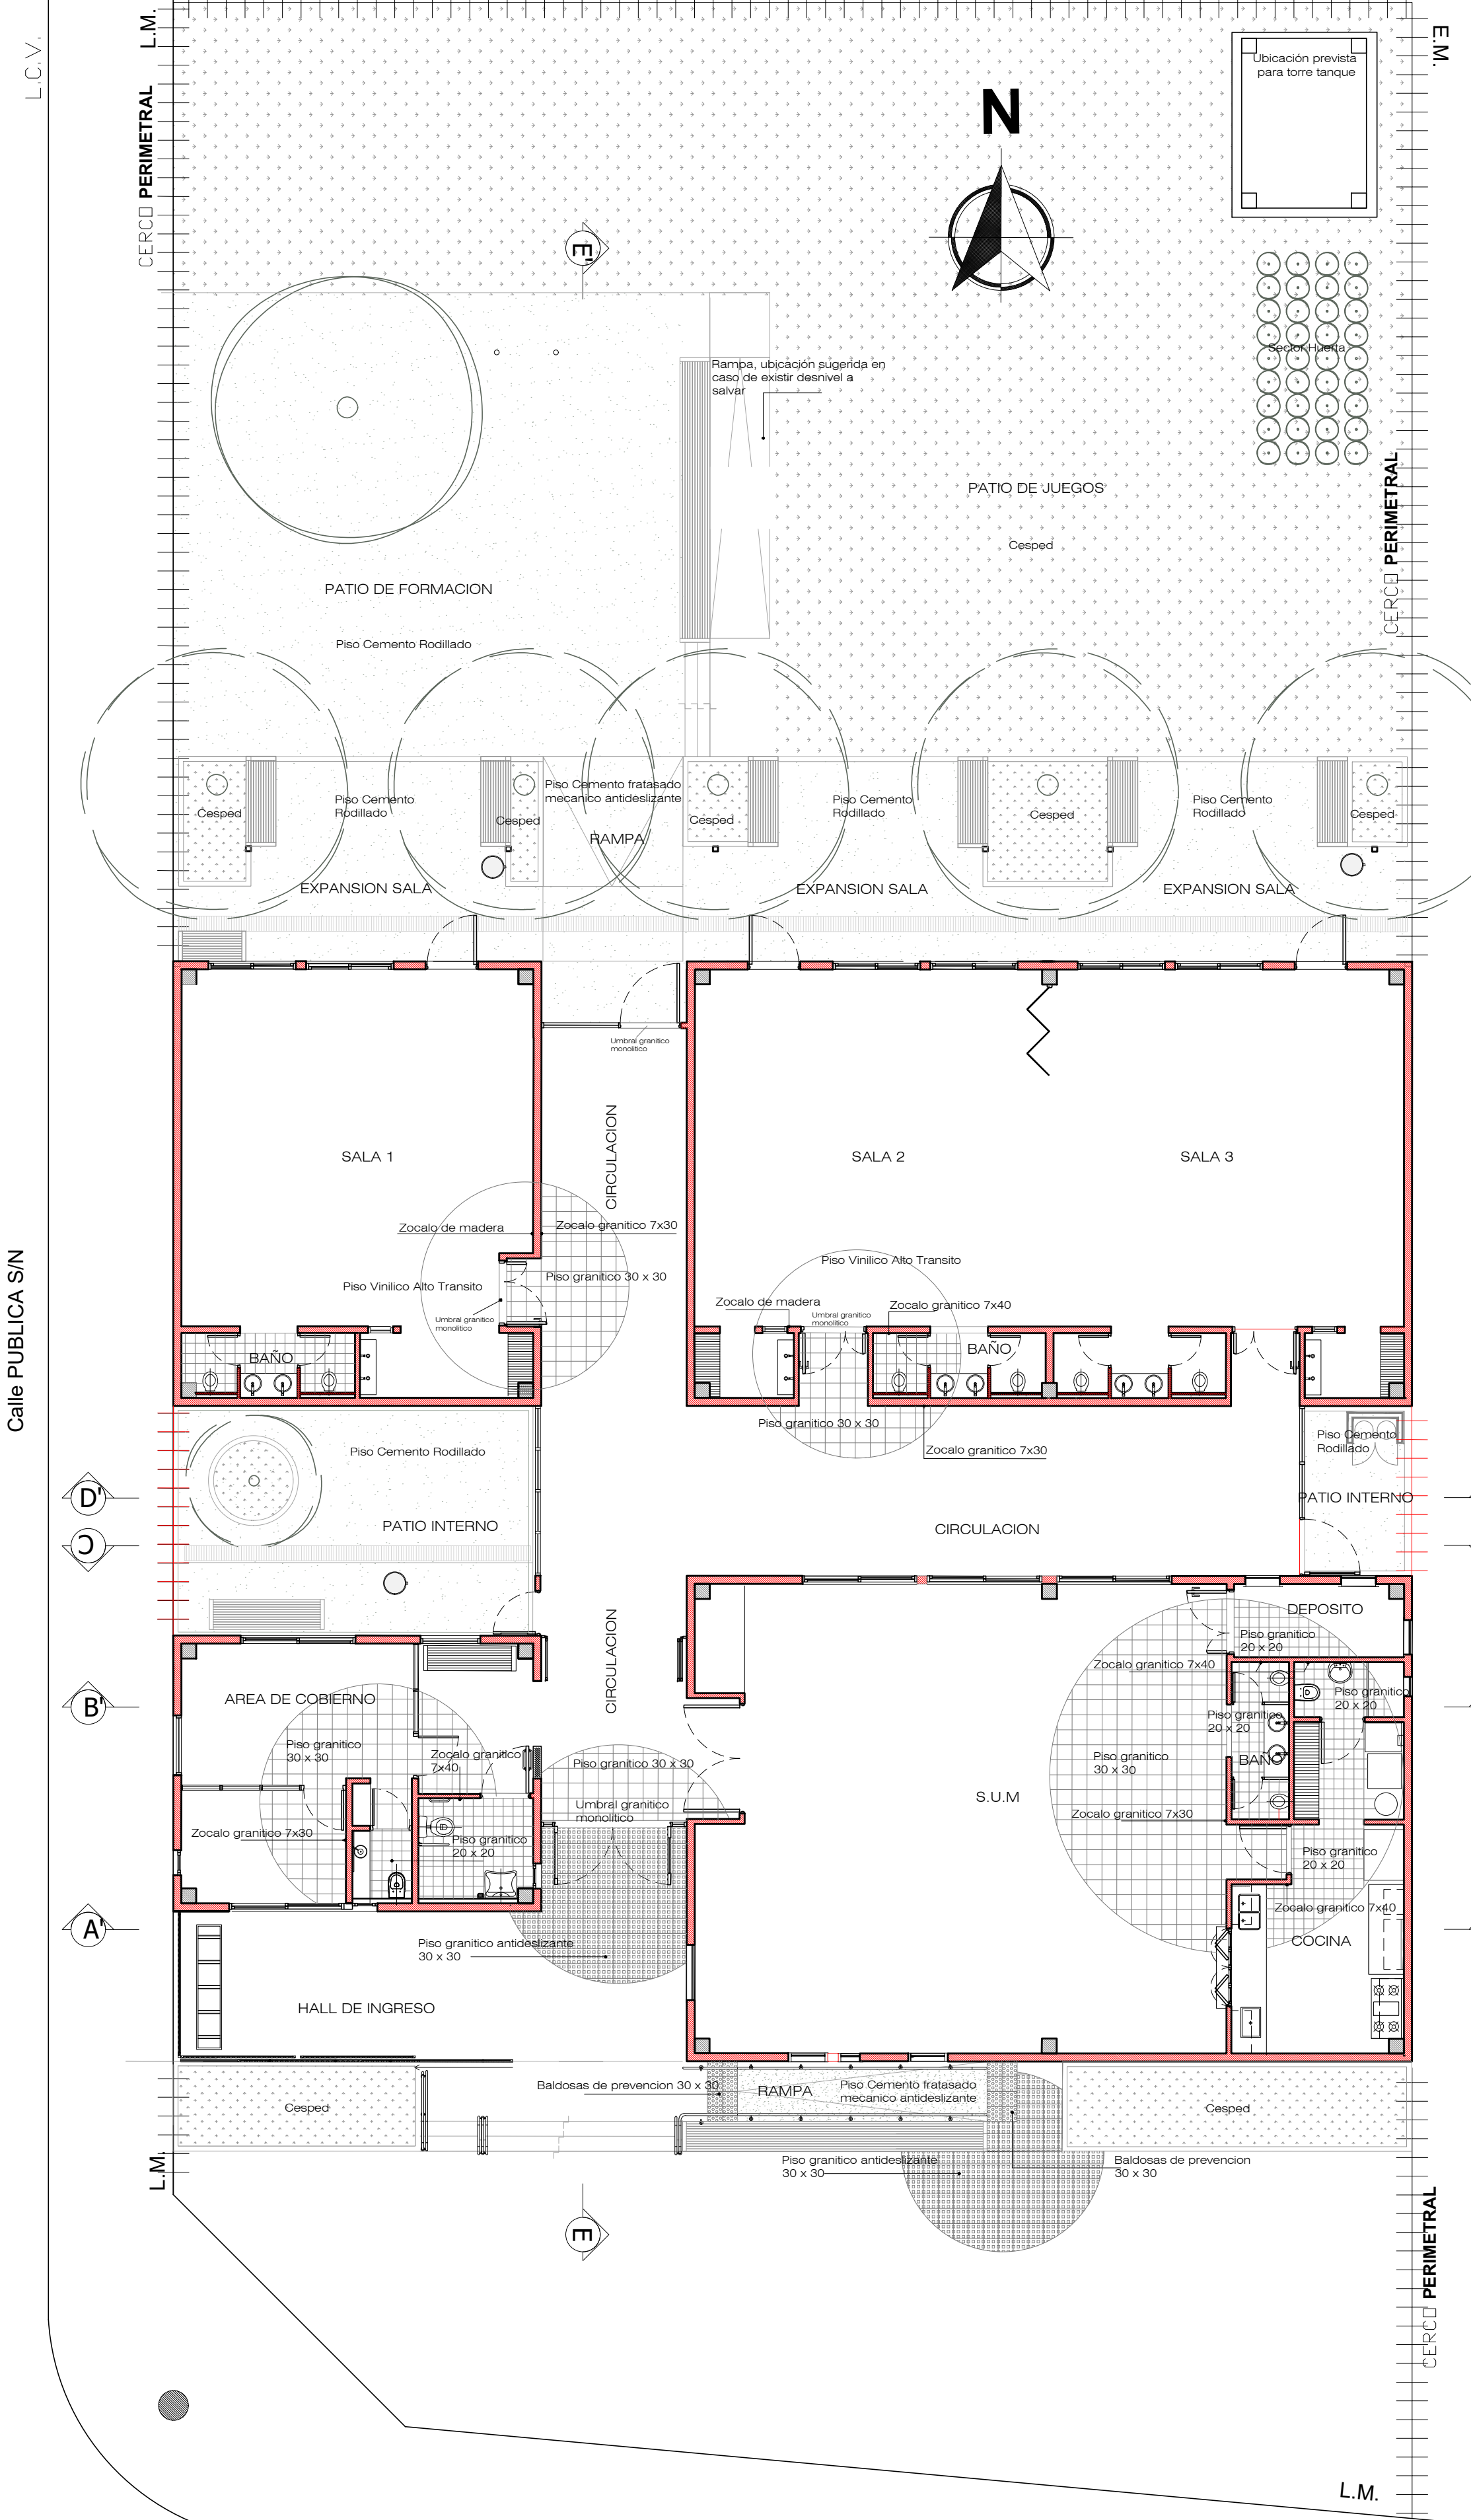 L.C.V.
L.M.
CERCO PERIMETRAL
E.M.
Ubicación prevista
para torre tanque
N
E'
Sector Huerta
Rampa, ubicación sugerida en
caso de existir desnivel a
salvar
PATIO DE JUEGOS
Cesped
CERCO PERIMETRAL
PATIO DE FORMACION
Piso Cemento Rodillado
Cesped
Piso Cemento
Rodillado
Cesped
Piso Cemento fratasado
mecanico antideslizante
RAMPA
Cesped
Piso Cemento
Rodillado
Cesped
Piso Cemento
Rodillado
Cesped
EXPANSION SALA
EXPANSION SALA
EXPANSION SALA
Umbral granitico
monolitico
CIRCULACION
SALA 1
SALA 2
SALA 3
Zocalo de madera
Zocalo granitico 7x30
Piso Vinilico Alto Transito
Piso granitico 30 x 30
Umbral granitico
monolitico
Piso Vinilico Alto Transito
Zocalo de madera
Umbral granitico
monolitico
Zocalo granitico 7x40
BAÑO
BAÑO
Calle PUBLICA S/N
Piso granitico 30 x 30
Zocalo granitico 7x30
Piso Cemento Rodillado
Piso Cemento
Rodillado
PATIO INTERNO
PATIO INTERNO
D'
C
CIRCULACION
CIRCULACION
DEPOSITO
Piso granitico
20 x 20
Zocalo granitico 7x40
Piso granitico
20 x 20
Piso granitico
20 x 20
BAÑO
B'
AREA DE COBIERNO
Piso granitico
30 x 30
Zocalo granitico
7x40
Piso granitico 30 x 30
Umbral granitico
monolitico
Piso granitico
30 x 30
S.U.M
Zocalo granitico 7x30
Zocalo granitico 7x30
Piso granitico
20 x 20
Piso granitico
20 x 20
Zocalo granitico 7x40
COCINA
A'
Piso granitico antideslizante
30 x 30
HALL DE INGRESO
Baldosas de prevencion 30 x 30
RAMPA
Piso Cemento fratasado
mecanico antideslizante
Cesped
Cesped
L.M.
Piso granitico antideslizante
30 x 30
Baldosas de prevencion
30 x 30
E
CERCO PERIMETRAL
L.M.